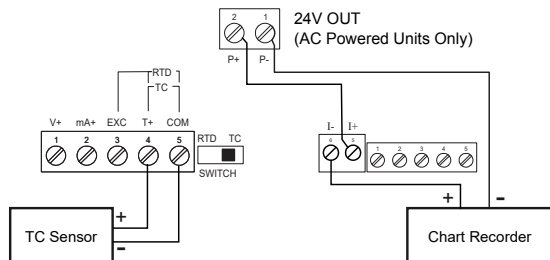 2 1
24V OUT
(AC Powered Units Only)
P+ P-
RTD
TC
V+ mA+ EXC T+ COM
1 2 3 4 5
RTD TC
SWITCH
I- I+
6 5
1 2 3 4 5
+
-
TC Sensor
+ -
Chart Recorder